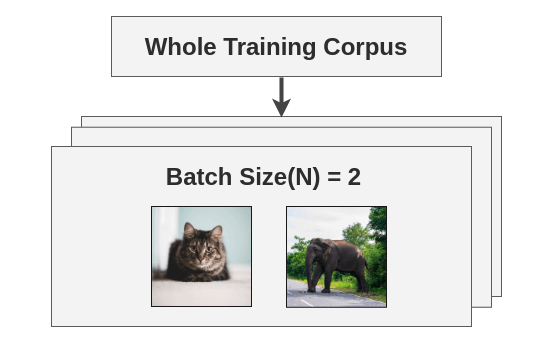 Whole Training Corpus
Batch Size(N) = 2